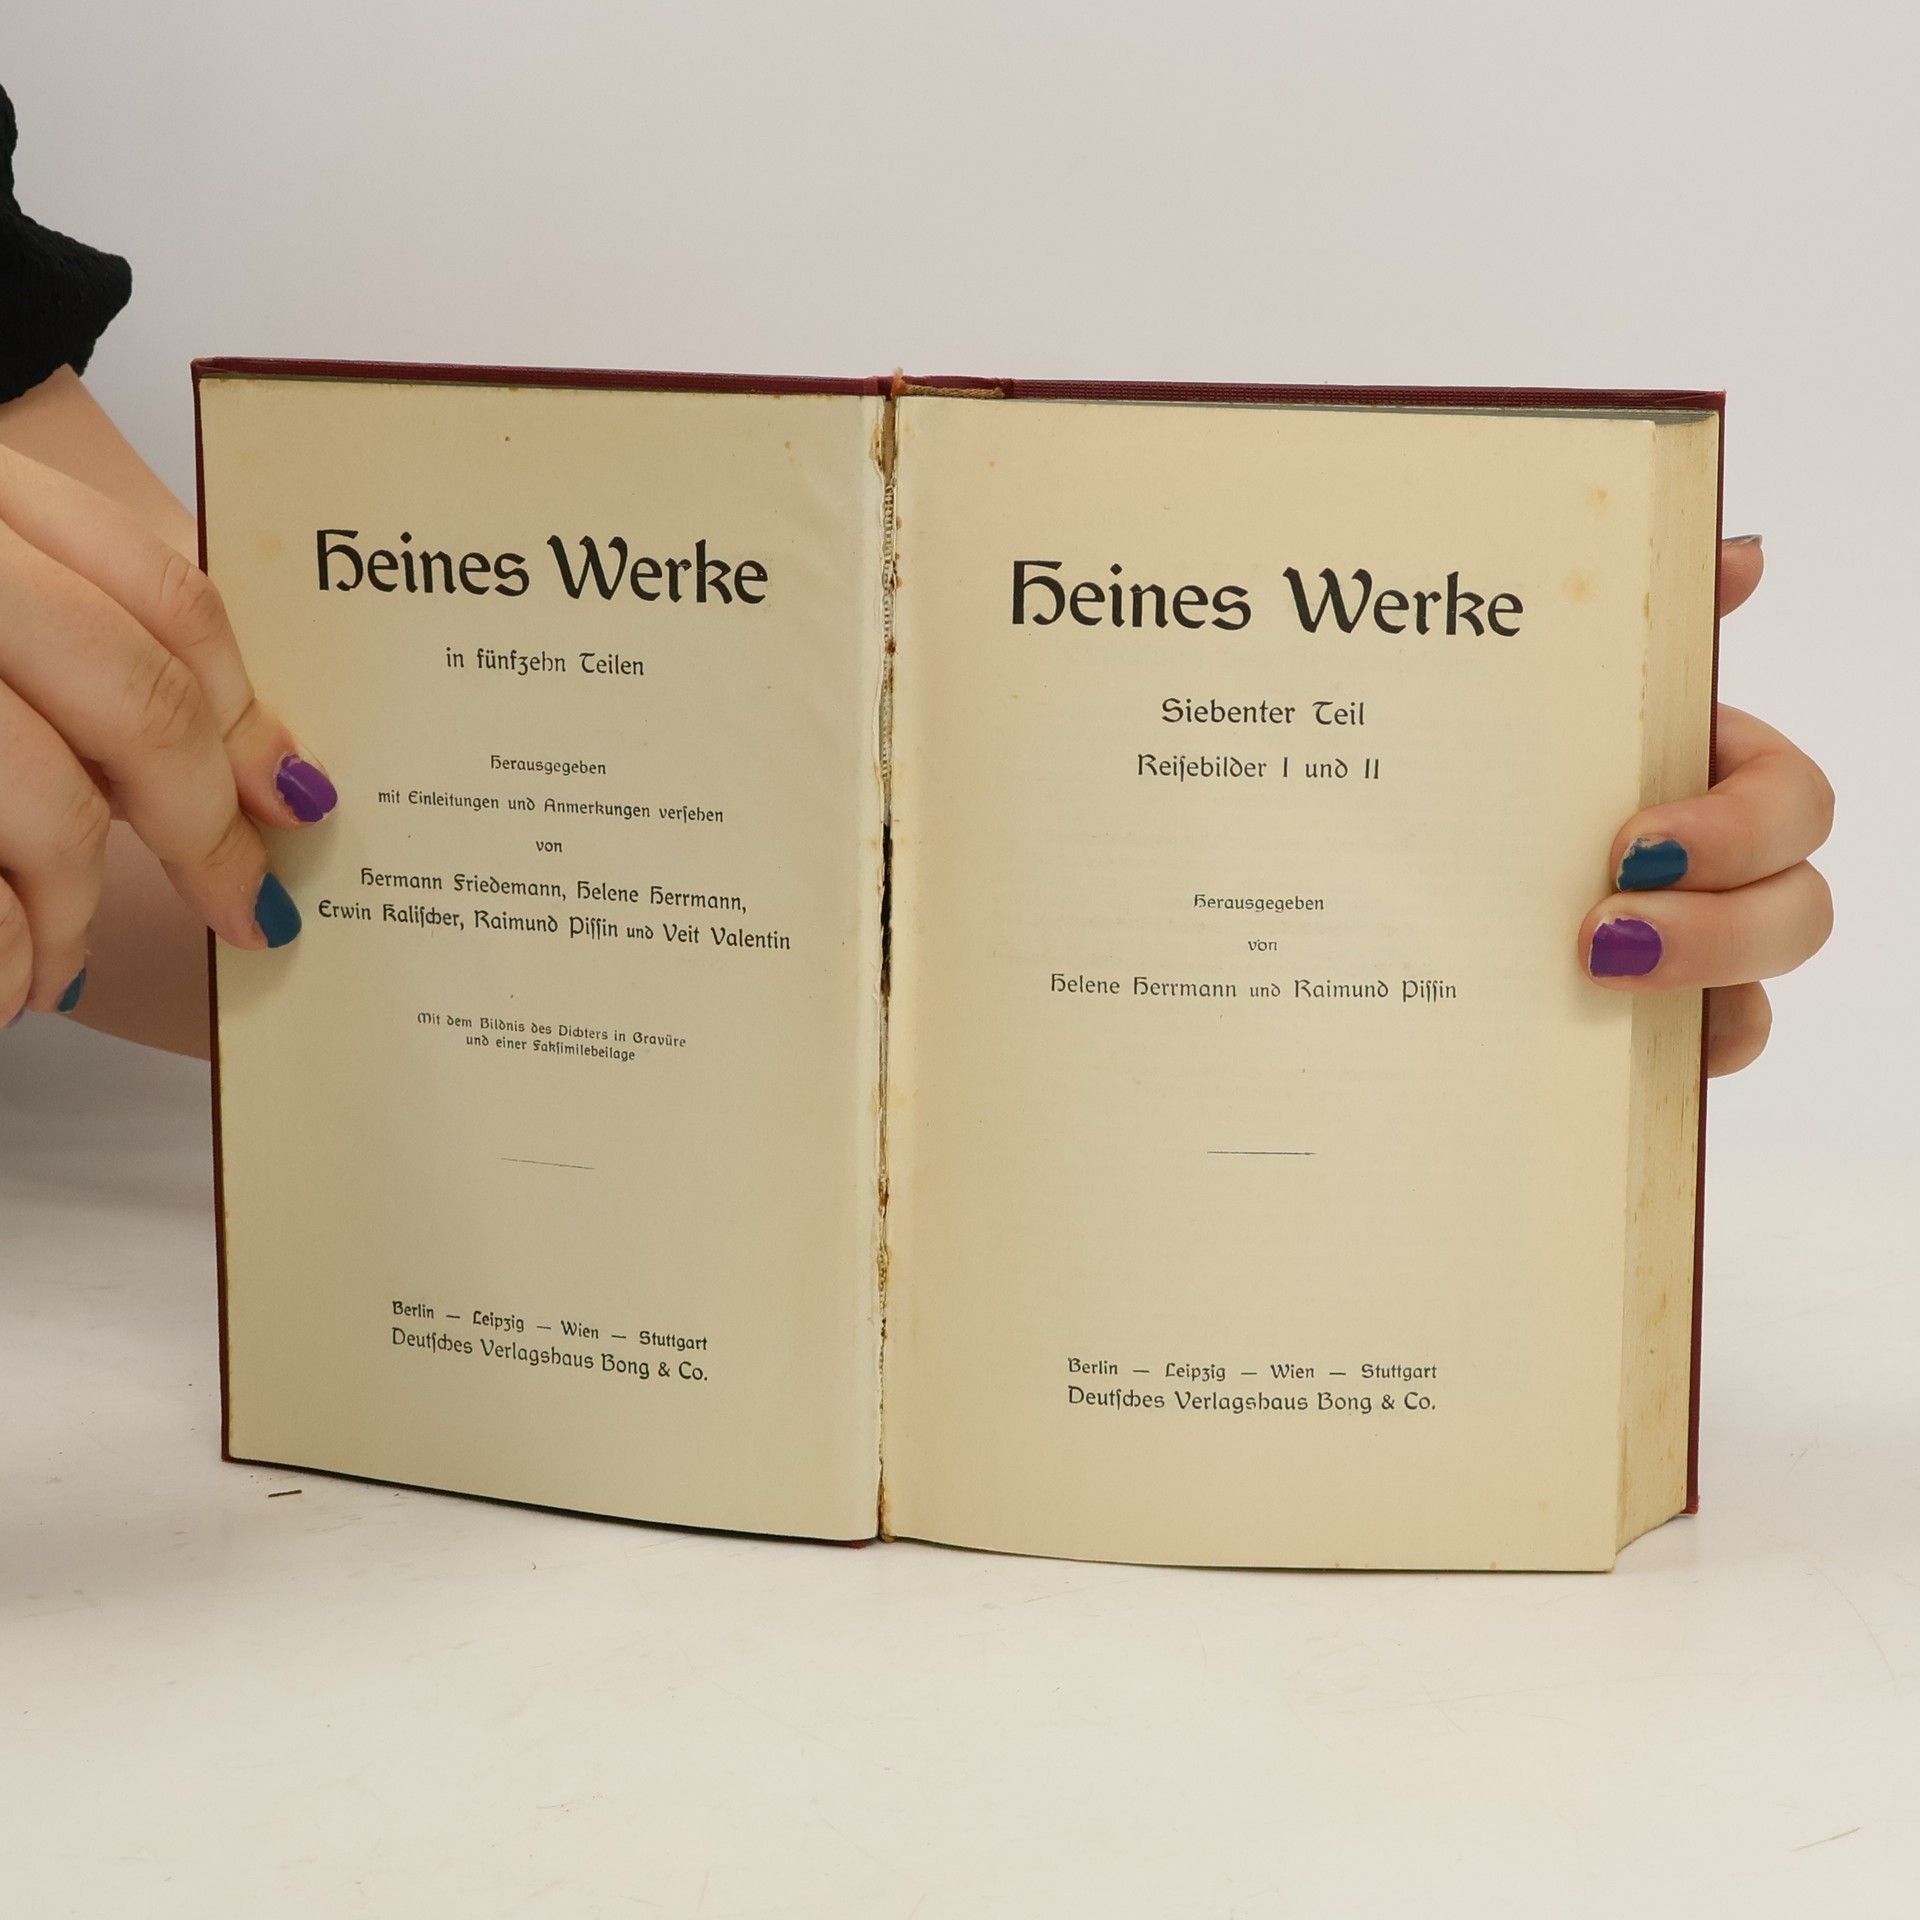 Heines Werke
in fünfzehn Teilen
Herausgegeben
mit Einleitungen und Anmerkungen verſehen
von
Hermann Friedemann, Helene Herrmann,
Erwin Kaliſcher, Raimund Piſſin und Veit Valentin
Mit dem Bildnis des Dichters in Gravüre
und einer Fakſimilebeilage
Berlin — Leipzig — Wien — Stuttgart
Deutſches Verlagshaus Bong & Co.
Heines Werke
Siebenter Teil
Reiſebilder I und II
Herausgegeben
von
Helene Herrmann und Raimund Piſſin
Berlin — Leipzig — Wien — Stuttgart
Deutſches Verlagshaus Bong & Co.